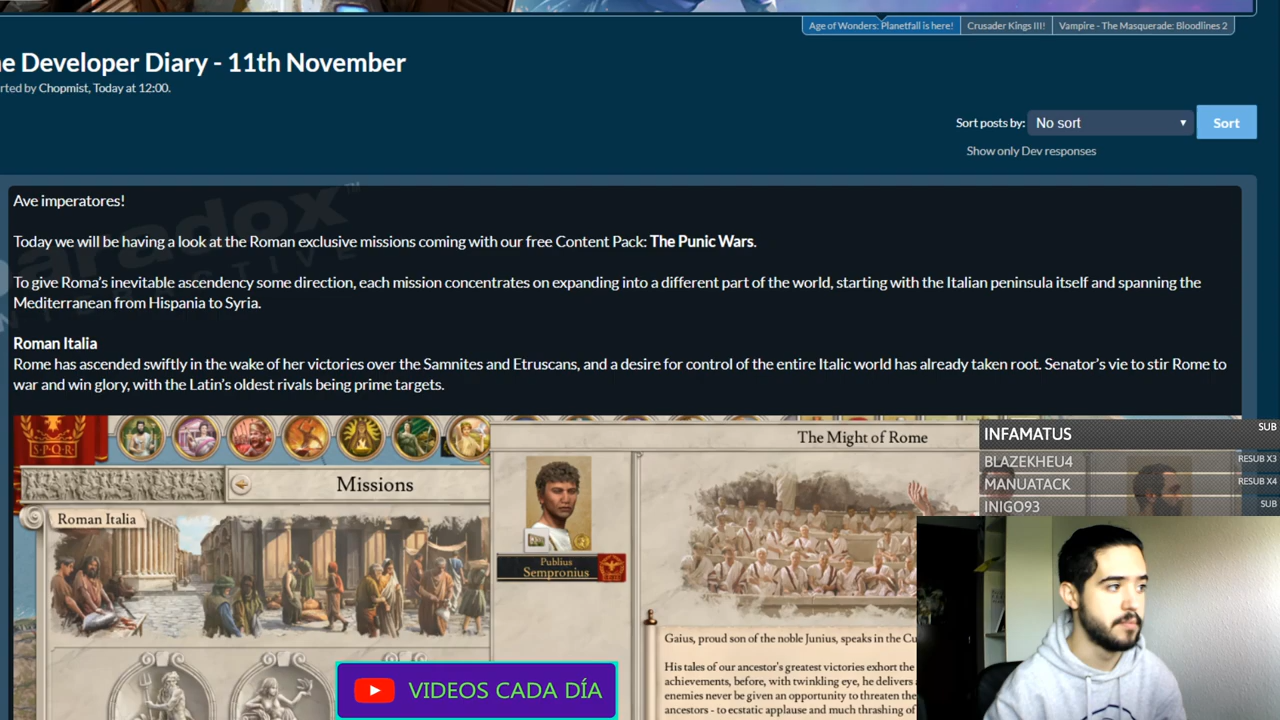 Age of Wonders: Planetfall is here!
Crusader Kings III!
Vampire - The Masquerade: Bloodlines 2
e Developer Diary - 11th November
rted by Chopmist, Today at 12:00.
Sort posts by:
No sort
Sort
Show only Dev responses
Ave imperatores!
Today we will be having a look at the Roman exclusive missions coming with our free Content Pack: The Punic Wars.
To give Roma's inevitable ascendency some direction, each mission concentrates on expanding into a different part of the world, starting with the Italian peninsula itself and spanning the
Mediterranean from Hispania to Syria.
Roman Italia
Rome has ascended swiftly in the wake of her victories over the Samnites and Etruscans, and a desire for control of the entire Italic world has already taken root. Senator's vie to stir Rome to
war and win glory, with the Latin's oldest rivals being prime targets.
S·P·Q·R
Missions
Roman Italia
The Might of Rome
Publius
Sempronius
Gaius, proud son of the noble Junius, speaks in the Cu
His tales of our ancestor's greatest victories exhort the
achievements, before, with twinkling eye, he delivers
enemies never be given an opportunity to threaten the
ancestors - to ecstatic applause and much thrashing of
INFAMATUS SUB
BLAZEKHEU4 RESUB X3
MANUATACK RESUB X4
INIGO93 SUB
VIDEOS CADA DÍA